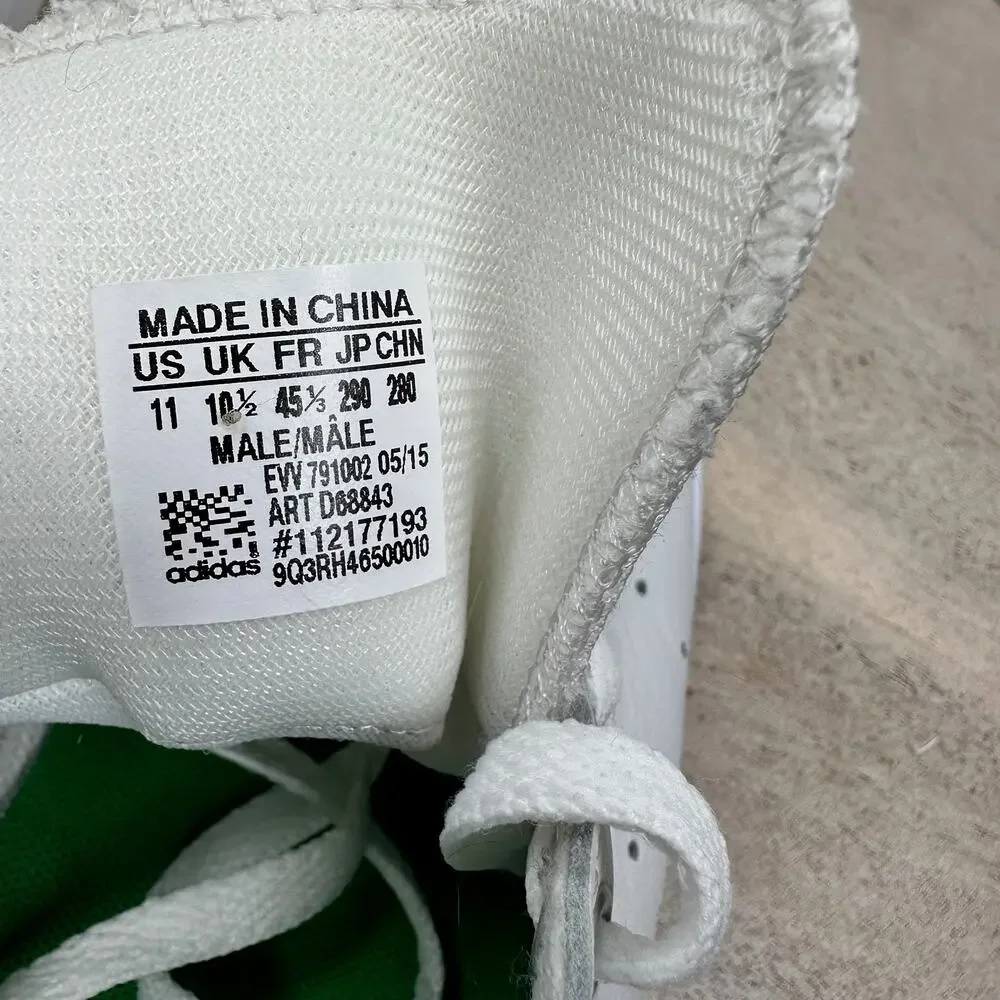 MADE IN CHINA
US UK FR JP CHN
11 10½ 45⅓ 290 280
MALE/MÂLE
EVV 791002 05/15
ART D68843
#112177193
9Q3RH46500010
adidas